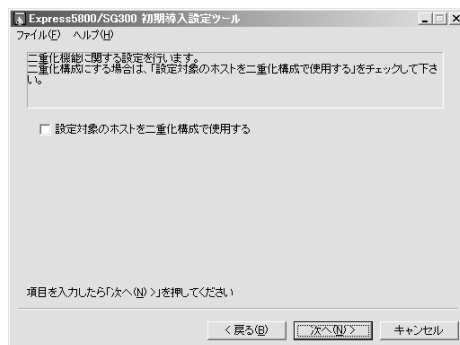 Express5800/SG300 初期導入設定ツール
ファイル(F) ヘルプ(H)
二重化機能に関する設定を行います。
二重化構成にする場合は、「設定対象のホストを二重化構成で使用する」をチェックして下さ
い。
設定対象のホストを二重化構成で使用する
項目を入力したら「次へ(N) >」を押してください
< 戻る(B) 次へ(N) > キャンセル